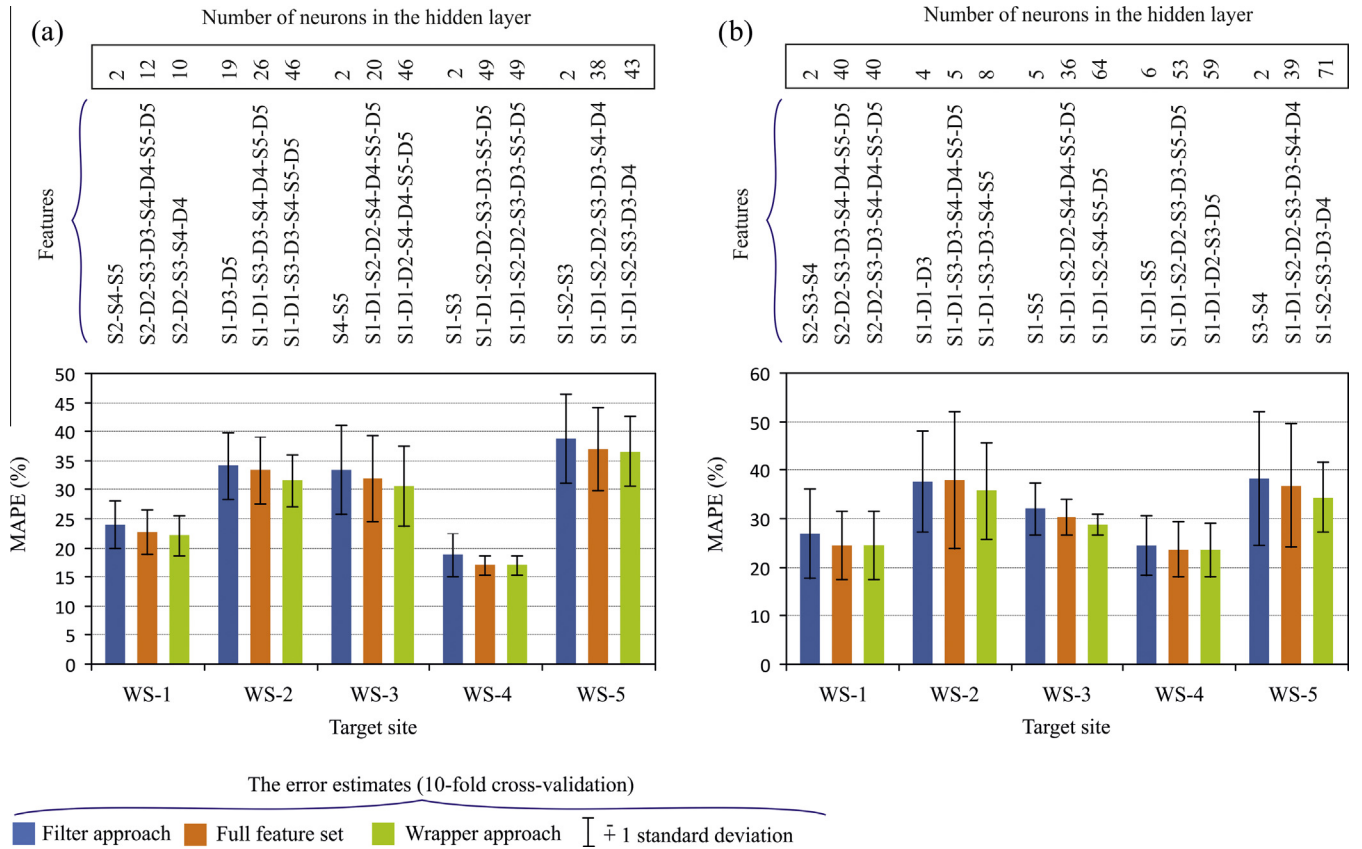 Number of neurons in the hidden layer
(a)
2 12 10 19 26 46 2 20 46 2 49 49 2 38 43
Features
S2-S4-S5
S2-D2-S3-D3-S4-D4-S5-D5
S2-D2-S3-S4-D4
S1-D3-D5
S1-D1-S3-D3-S4-D4-S5-D5
S1-D1-S3-D3-S4-S5-D5
S4-S5
S1-D1-S2-D2-S4-D4-S5-D5
S1-D1-D2-S4-D4-S5-D5
S1-S3
S1-D1-S2-D2-S3-D3-S5-D5
S1-D1-S2-D2-S3-D3-S5-D5
S1-S2-S3
S1-D1-S2-D2-S3-D3-S4-D4
S1-D1-S2-S3-D3-D4
MAPE (%)
50
45
40
35
30
25
20
15
10
5
0
WS-1 WS-2 WS-3 WS-4 WS-5
Target site
Number of neurons in the hidden layer
(b)
2 40 40 4 5 8 5 36 64 6 53 59 2 39 71
Features
S2-S3-S4
S2-D2-S3-D3-S4-D4-S5-D5
S2-D2-S3-D3-S4-D4-S5-D5
S1-D1-D3
S1-D1-S3-D3-S4-D4-S5-D5
S1-D1-S3-D3-S4-S5
S1-S5
S1-D1-S2-D2-S4-D4-S5-D5
S1-D1-S2-S4-S5-D5
S1-D1-S5
S1-D1-S2-D2-S3-D3-S5-D5
S1-D1-D2-S3-D5
S3-S4
S1-D1-S2-D2-S3-D3-S4-D4
S1-S2-S3-D3-D4
MAPE (%)
60
50
40
30
20
10
0
WS-1 WS-2 WS-3 WS-4 WS-5
Target site
The error estimates (10-fold cross-validation)
Filter approach Full feature set Wrapper approach ∓ 1 standard deviation